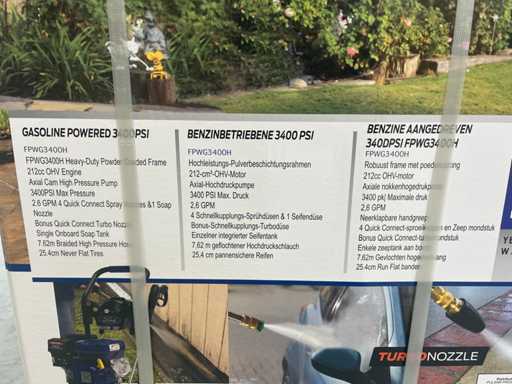 GASOLINE POWERED 3400PSI
FPWG3400H
FPWG3400H Heavy-Duty Powder Coated Frame
212cc OHV Engine
Axial Cam High Pressure Pump
3400PSI Max Pressure
2,6 GPM 4 Quick Connect Spray Nozzles &1 Soap
Nozzle
Bonus Quick Connect Turbo Nozzle
Single Onboard Soap Tank
7.62m Braided High Pressure Hose
25.4cm Never Flat Tires
BENZINBETRIEBENE 3400 PSI
FPWG3400H
Hochleistungs-Pulverbeschichtungsrahmen
212-cm³-OHV-Motor
Axial-Hochdruckpumpe
3400 PSI Max. Druck
2,6 GPM
4 Schnellkupplungs-Sprühdüsen & 1 Seifendüse
Bonus-Schnellkupplungs-Turbodüse
Einzelner integrierter Seifentank
7,62 m geflochtener Hochdruckschlauch
25,4 cm pannensichere Reifen
BENZINE AANGEDREVEN
340DPSI FPWG3400H
FPWG3400H
Robuust frame met poedercoating
212cc OHV-motor
Axiale nokkenhogedrukpomp
3400 pkj Maximale druk
2,6 GPM
Neerklapbare handgreep
4 Quick Connect-sproeikoppen en Zeep mondstuk
Bonus Quick Connect turbo mondstuk
Enkele zeeptank aan boord
7.62m Gevlochten hogedrukslang
25.4cm Run Flat banden
TURBONOZZLE